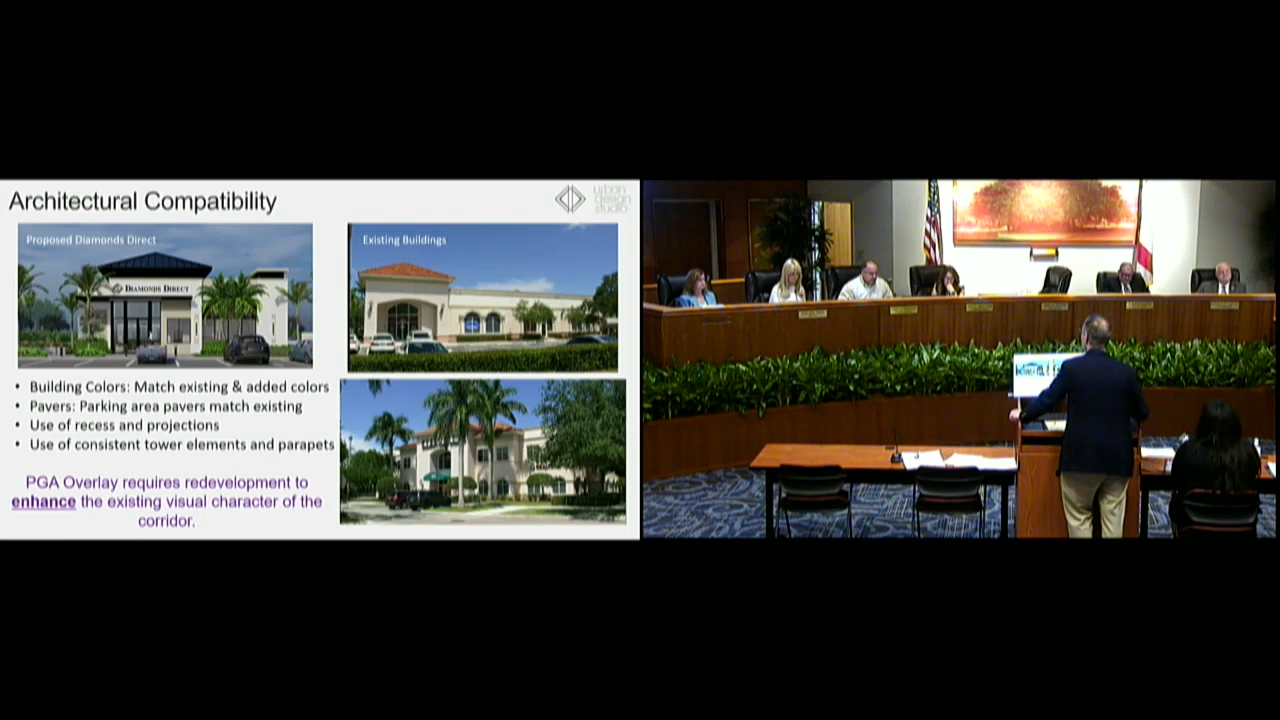 Architectural Compatibility
urban
design
studio
Proposed Diamonds Direct
DIAMONDS DIRECT
Existing Buildings
• Building Colors: Match existing & added colors
• Pavers: Parking area pavers match existing
• Use of recess and projections
• Use of consistent tower elements and parapets
PGA Overlay requires redevelopment to
enhance the existing visual character of the
corridor.